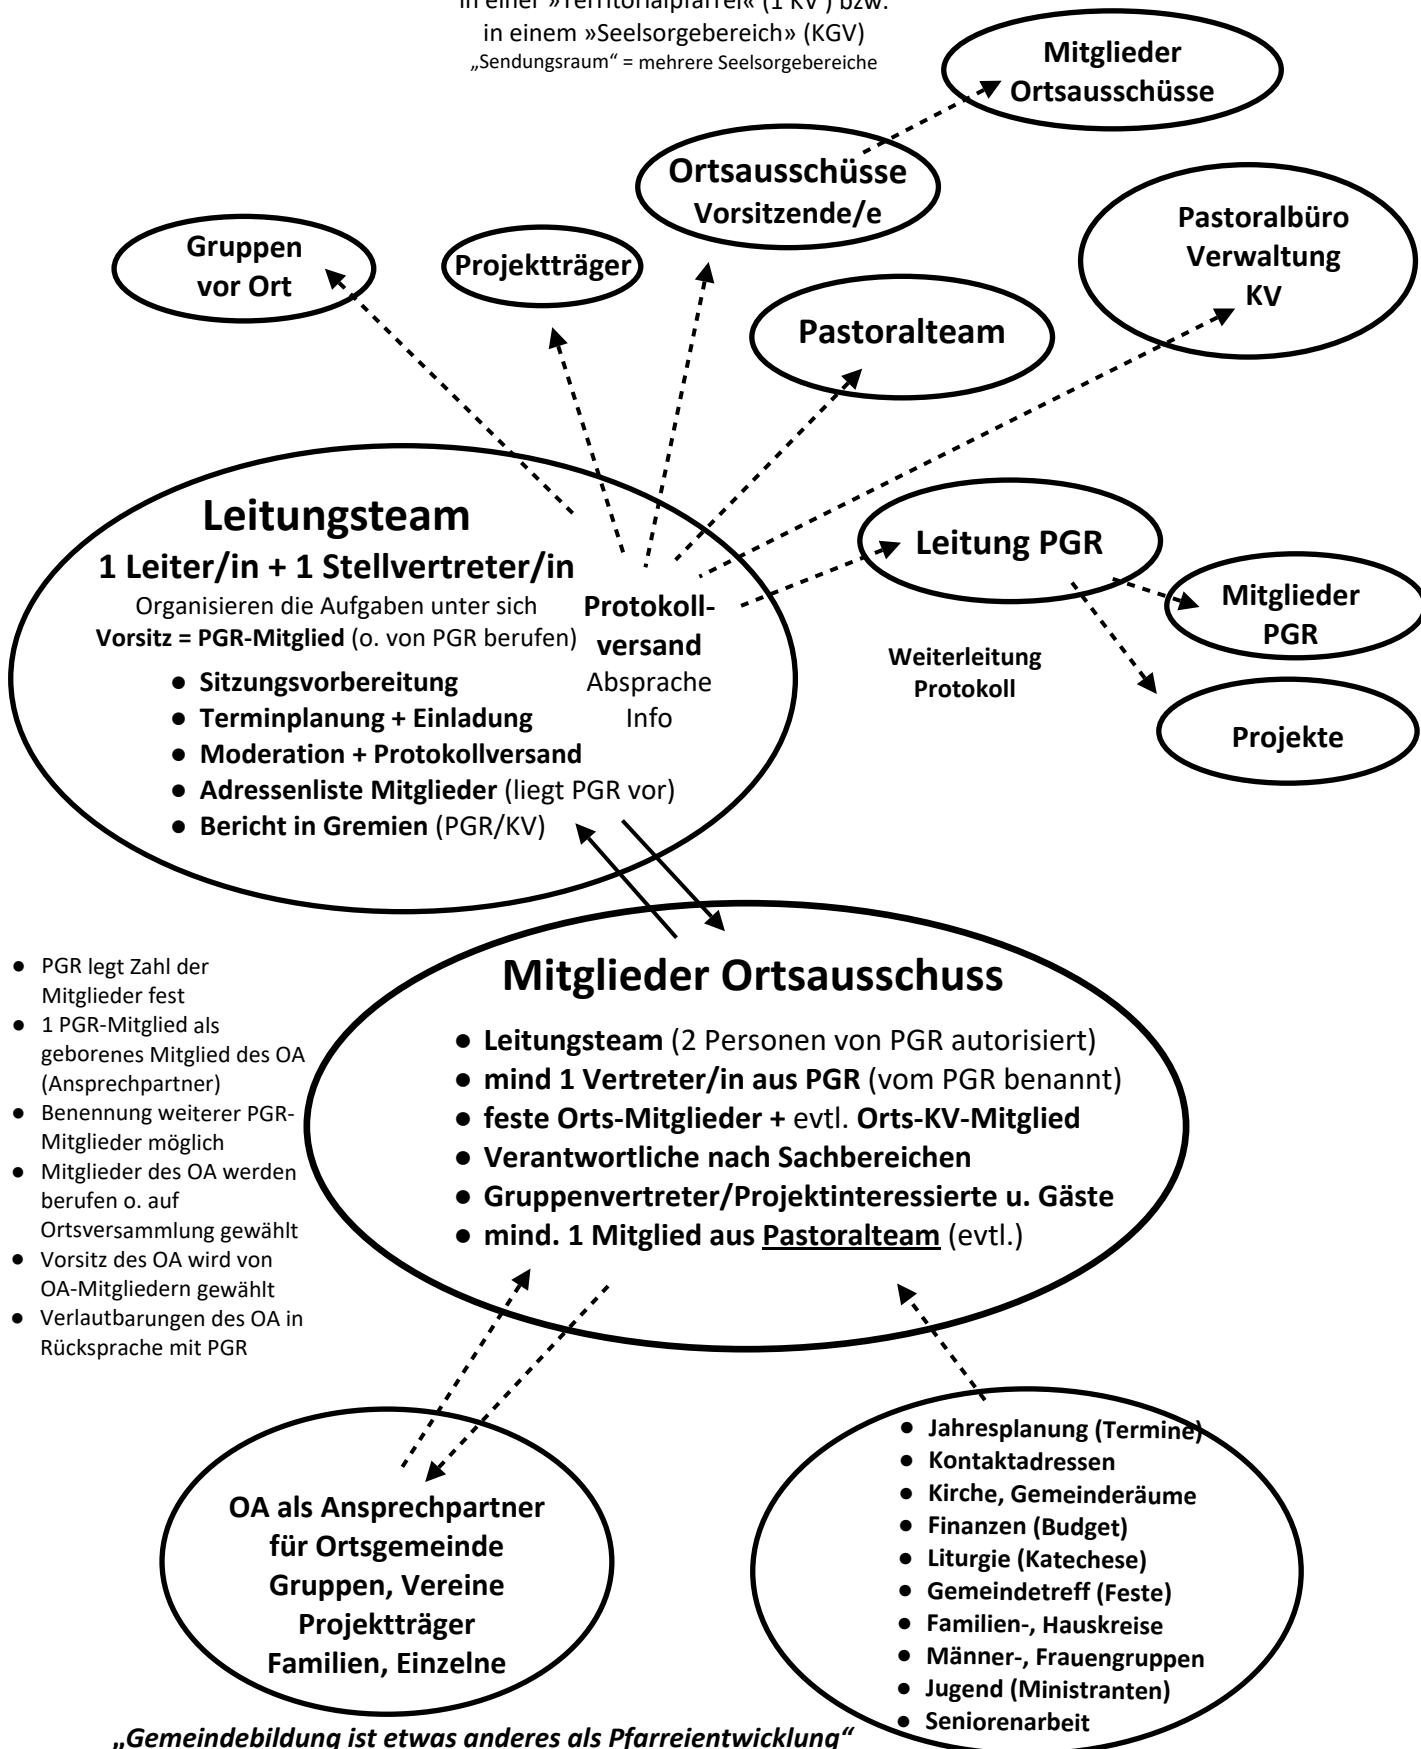 in einer »Territorialpfarrei« (1 KV ) bzw.
in einem »Seelsorgebereich» (KGV)
„Sendungsraum“ = mehrere Seelsorgebereiche
Mitglieder
Ortsausschüsse
Ortsausschüsse
Vorsitzende/e
Pastoralbüro
Verwaltung
KV
Gruppen
vor Ort
Projektträger
Pastoralteam
Leitungsteam
1 Leiter/in + 1 Stellvertreter/in
Organisieren die Aufgaben unter sich
Vorsitz = PGR-Mitglied (o. von PGR berufen)
● Sitzungsvorbereitung
● Terminplanung + Einladung
● Moderation + Protokollversand
● Adressenliste Mitglieder (liegt PGR vor)
● Bericht in Gremien (PGR/KV)
Protokoll-
versand
Absprache
Info
Leitung PGR
Mitglieder
PGR
Weiterleitung
Protokoll
Projekte
● PGR legt Zahl der
Mitglieder fest
● 1 PGR-Mitglied als
geborenes Mitglied des OA
(Ansprechpartner)
● Benennung weiterer PGR-
Mitglieder möglich
● Mitglieder des OA werden
berufen o. auf
Ortsversammlung gewählt
● Vorsitz des OA wird von
OA-Mitgliedern gewählt
● Verlautbarungen des OA in
Rücksprache mit PGR
Mitglieder Ortsausschuss
● Leitungsteam (2 Personen von PGR autorisiert)
● mind 1 Vertreter/in aus PGR (vom PGR benannt)
● feste Orts-Mitglieder + evtl. Orts-KV-Mitglied
● Verantwortliche nach Sachbereichen
● Gruppenvertreter/Projektinteressierte u. Gäste
● mind. 1 Mitglied aus Pastoralteam (evtl.)
OA als Ansprechpartner
für Ortsgemeinde
Gruppen, Vereine
Projektträger
Familien, Einzelne
● Jahresplanung (Termine)
● Kontaktadressen
● Kirche, Gemeinderäume
● Finanzen (Budget)
● Liturgie (Katechese)
● Gemeindetreff (Feste)
● Familien-, Hauskreise
● Männer-, Frauengruppen
● Jugend (Ministranten)
● Seniorenarbeit
„Gemeindebildung ist etwas anderes als Pfarreientwicklung“